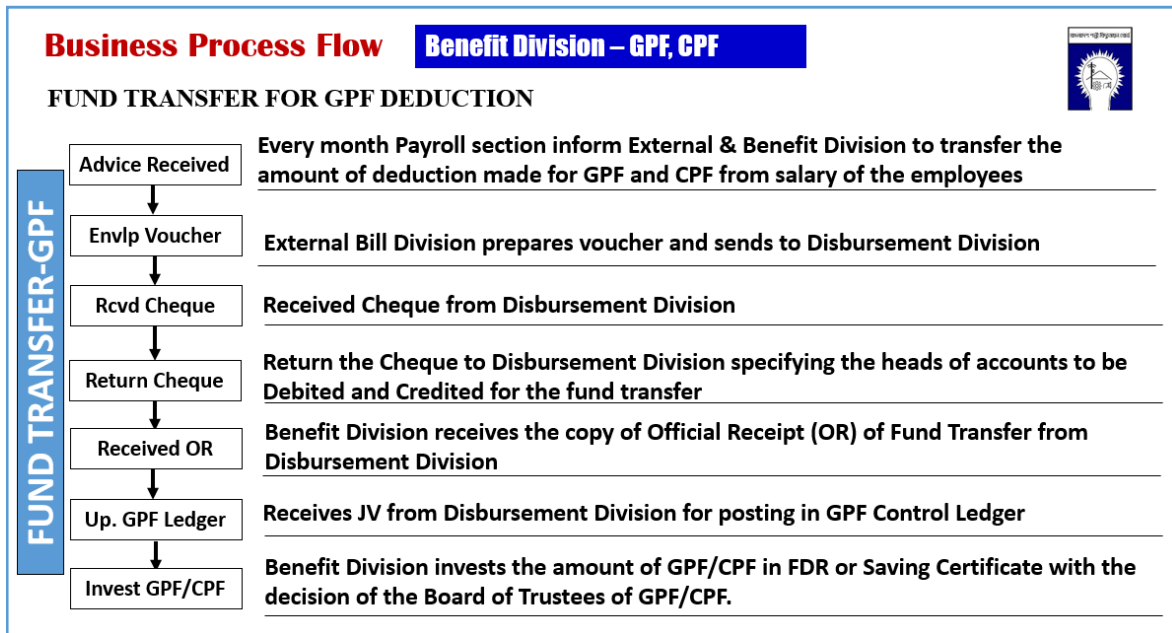 Business Process Flow
Benefit Division – GPF, CPF
FUND TRANSFER FOR GPF DEDUCTION
FUND TRANSFER-GPF
Advice Received
Every month Payroll section inform External & Benefit Division to transfer the
amount of deduction made for GPF and CPF from salary of the employees
Envlp Voucher
External Bill Division prepares voucher and sends to Disbursement Division
Rcvd Cheque
Received Cheque from Disbursement Division
Return Cheque
Return the Cheque to Disbursement Division specifying the heads of accounts to be
Debited and Credited for the fund transfer
Received OR
Benefit Division receives the copy of Official Receipt (OR) of Fund Transfer from
Disbursement Division
Up. GPF Ledger
Receives JV from Disbursement Division for posting in GPF Control Ledger
Invest GPF/CPF
Benefit Division invests the amount of GPF/CPF in FDR or Saving Certificate with the
decision of the Board of Trustees of GPF/CPF.